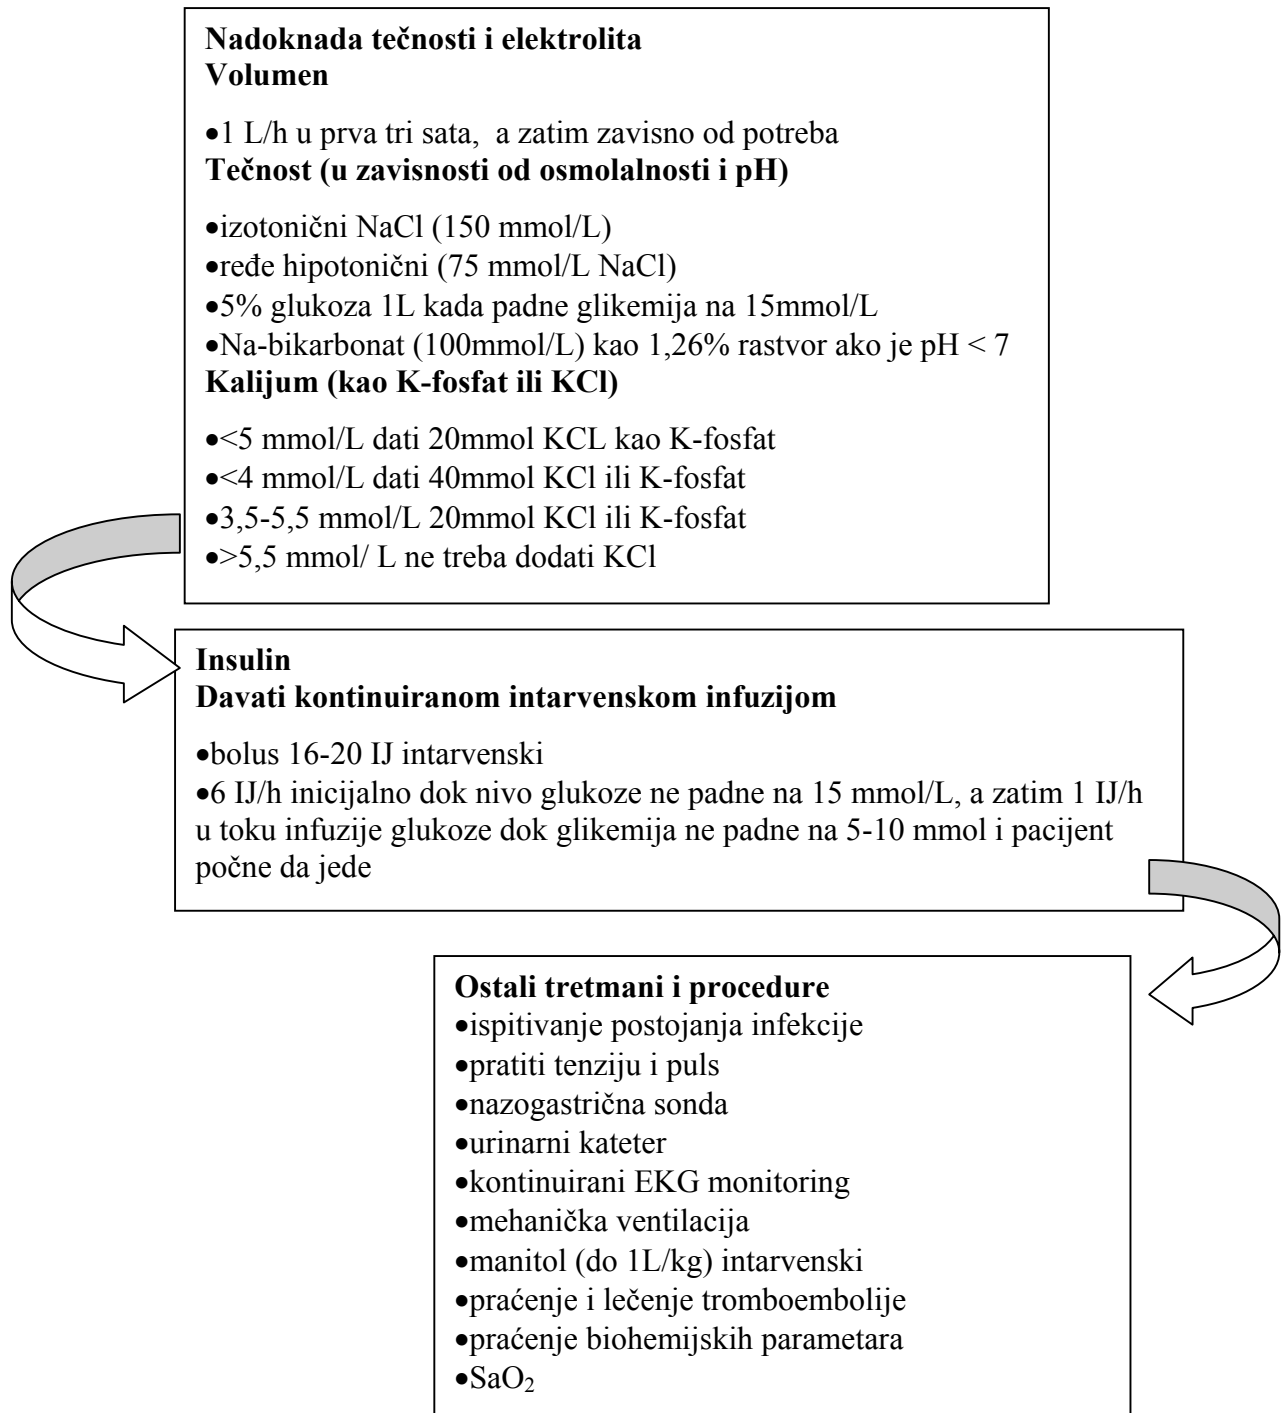 Nadoknada tečnosti i elektrolita
Volumen
•1 L/h u prva tri sata, a zatim zavisno od potreba
Tečnost (u zavisnosti od osmolalnosti i pH)
•izotonični NaCl (150 mmol/L)
•ređe hipotonični (75 mmol/L NaCl)
•5% glukoza 1L kada padne glikemija na 15mmol/L
•Na-bikarbonat (100mmol/L) kao 1,26% rastvor ako je pH < 7
Kalijum (kao K-fosfat ili KCl)
•<5 mmol/L dati 20mmol KCL kao K-fosfat
•<4 mmol/L dati 40mmol KCl ili K-fosfat
•3,5-5,5 mmol/L 20mmol KCl ili K-fosfat
•>5,5 mmol/ L ne treba dodati KCl
Insulin
Davati kontinuiranom intarvenskom infuzijom
•bolus 16-20 IJ intarvenski
•6 IJ/h inicijalno dok nivo glukoze ne padne na 15 mmol/L, a zatim 1 IJ/h
u toku infuzije glukoze dok glikemija ne padne na 5-10 mmol i pacijent
počne da jede
Ostali tretmani i procedure
•ispitivanje postojanja infekcije
•pratiti tenziju i puls
•nazogastrična sonda
•urinarni kateter
•kontinuirani EKG monitoring
•mehanička ventilacija
•manitol (do 1L/kg) intarvenski
•praćenje i lečenje tromboembolije
•praćenje biohemijskih parametara
•SaO₂